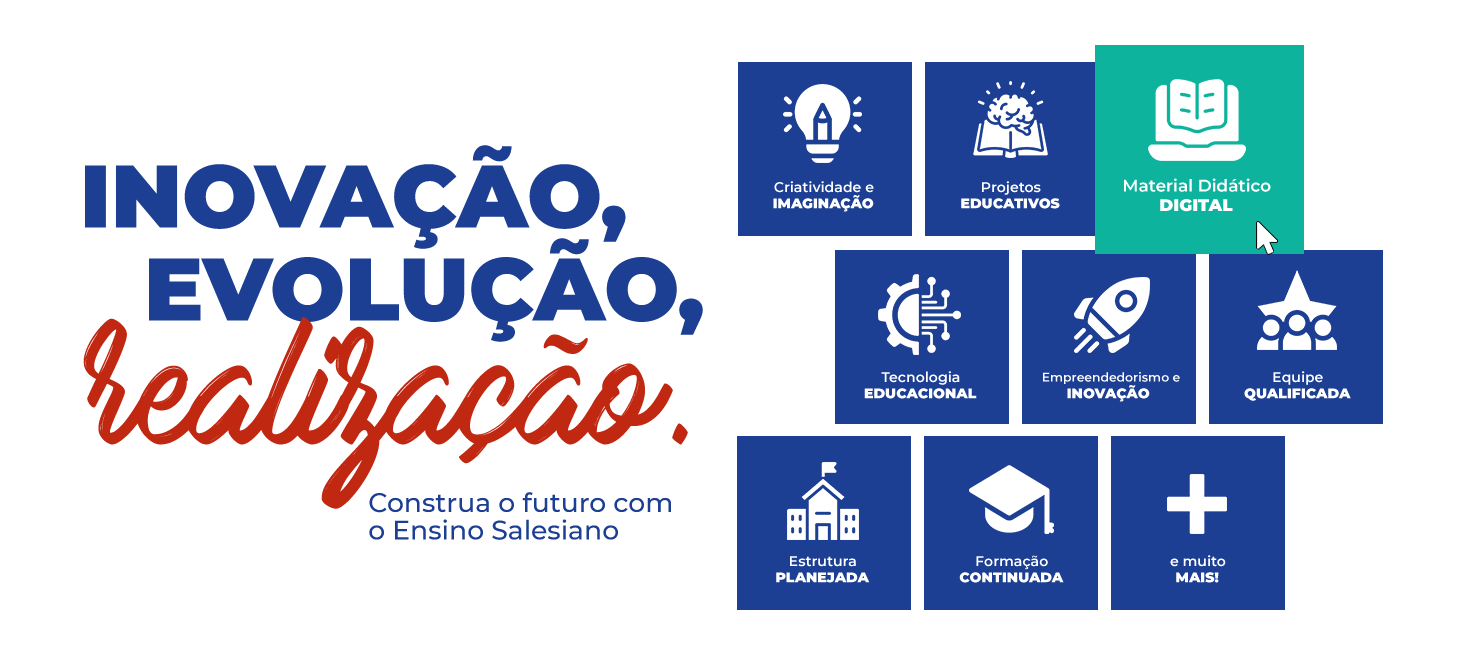 INOVAÇÃO,
EVOLUÇÃO,
realização.
Construa o futuro com
o Ensino Salesiano
Criatividade e
IMAGINAÇÃO
Projetos
EDUCATIVOS
Material Didático
DIGITAL
Tecnologia
EDUCACIONAL
Empreendedorismo e
INOVAÇÃO
Equipe
QUALIFICADA
Estrutura
PLANEJADA
Formação
CONTINUADA
e muito
MAIS!